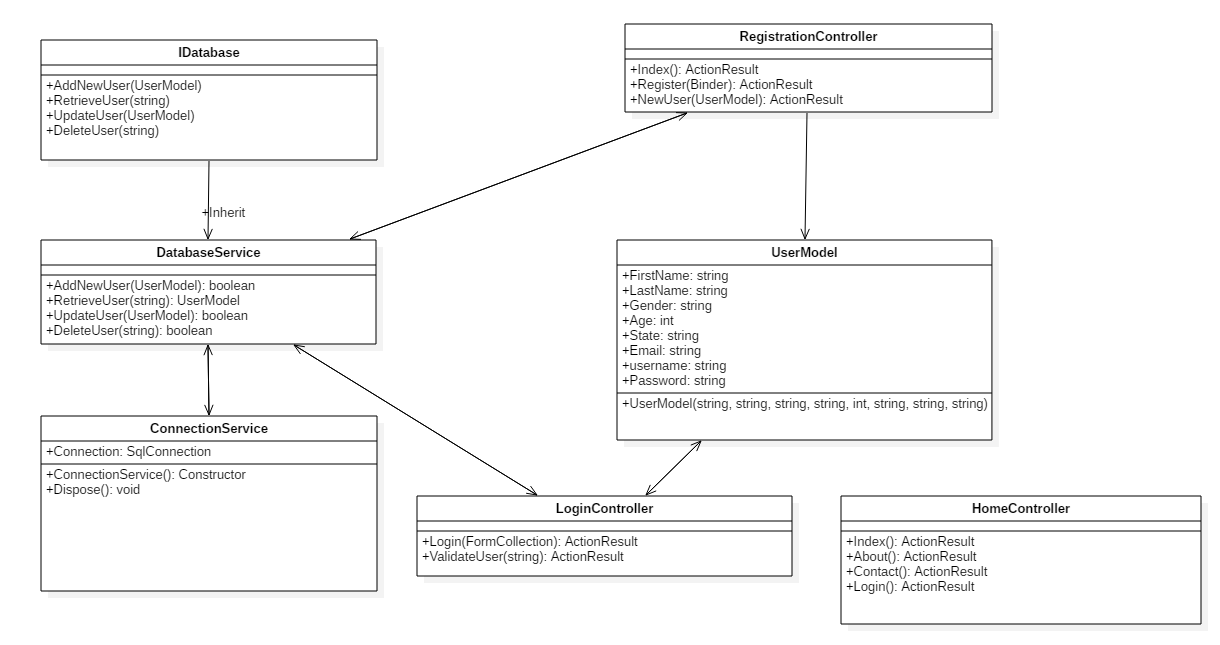 IDatabase
+AddNewUser(UserModel)
+RetrieveUser(string)
+UpdateUser(UserModel)
+DeleteUser(string)
RegistrationController
+Index(): ActionResult
+Register(Binder): ActionResult
+NewUser(UserModel): ActionResult
+Inherit
DatabaseService
+AddNewUser(UserModel): boolean
+RetrieveUser(string): UserModel
+UpdateUser(UserModel): boolean
+DeleteUser(string): boolean
UserModel
+FirstName: string
+LastName: string
+Gender: string
+Age: int
+State: string
+Email: string
+username: string
+Password: string
+UserModel(string, string, string, string, int, string, string, string)
ConnectionService
+Connection: SqlConnection
+ConnectionService(): Constructor
+Dispose(): void
LoginController
+Login(FormCollection): ActionResult
+ValidateUser(string): ActionResult
HomeController
+Index(): ActionResult
+About(): ActionResult
+Contact(): ActionResult
+Login(): ActionResult